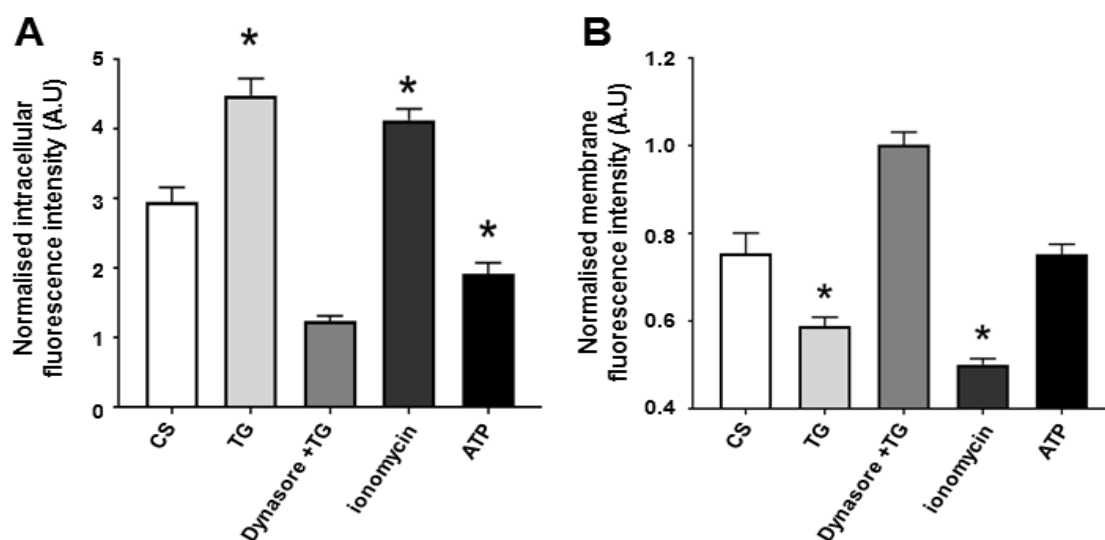 A
Normalised intracellular
fluorescence intensity (A.U)
5
4
3
2
1
0
*
*
*
CS
TG
Dynasore +TG
ionomycin
ATP
B
Normalised membrane
fluorescence intensity (A.U)
1.2
1.0
0.8
0.6
0.4
*
*
CS
TG
Dynasore +TG
ionomycin
ATP